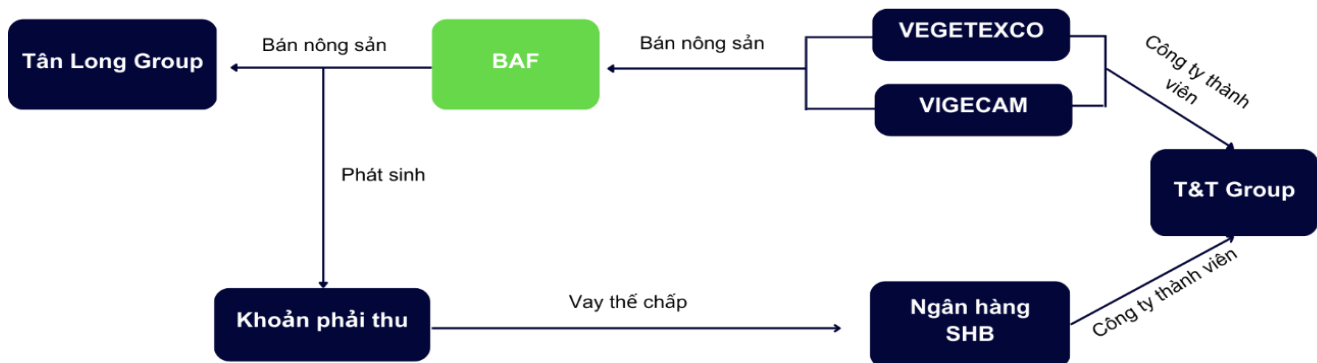 Tân Long Group
Bán nông sản
BAF
Bán nông sản
VEGETEXCO
VIGECAM
Công ty thành
viên
T&T Group
Phát sinh
Khoản phải thu
Vay thế chấp
Ngân hàng
SHB
Công ty thành viên